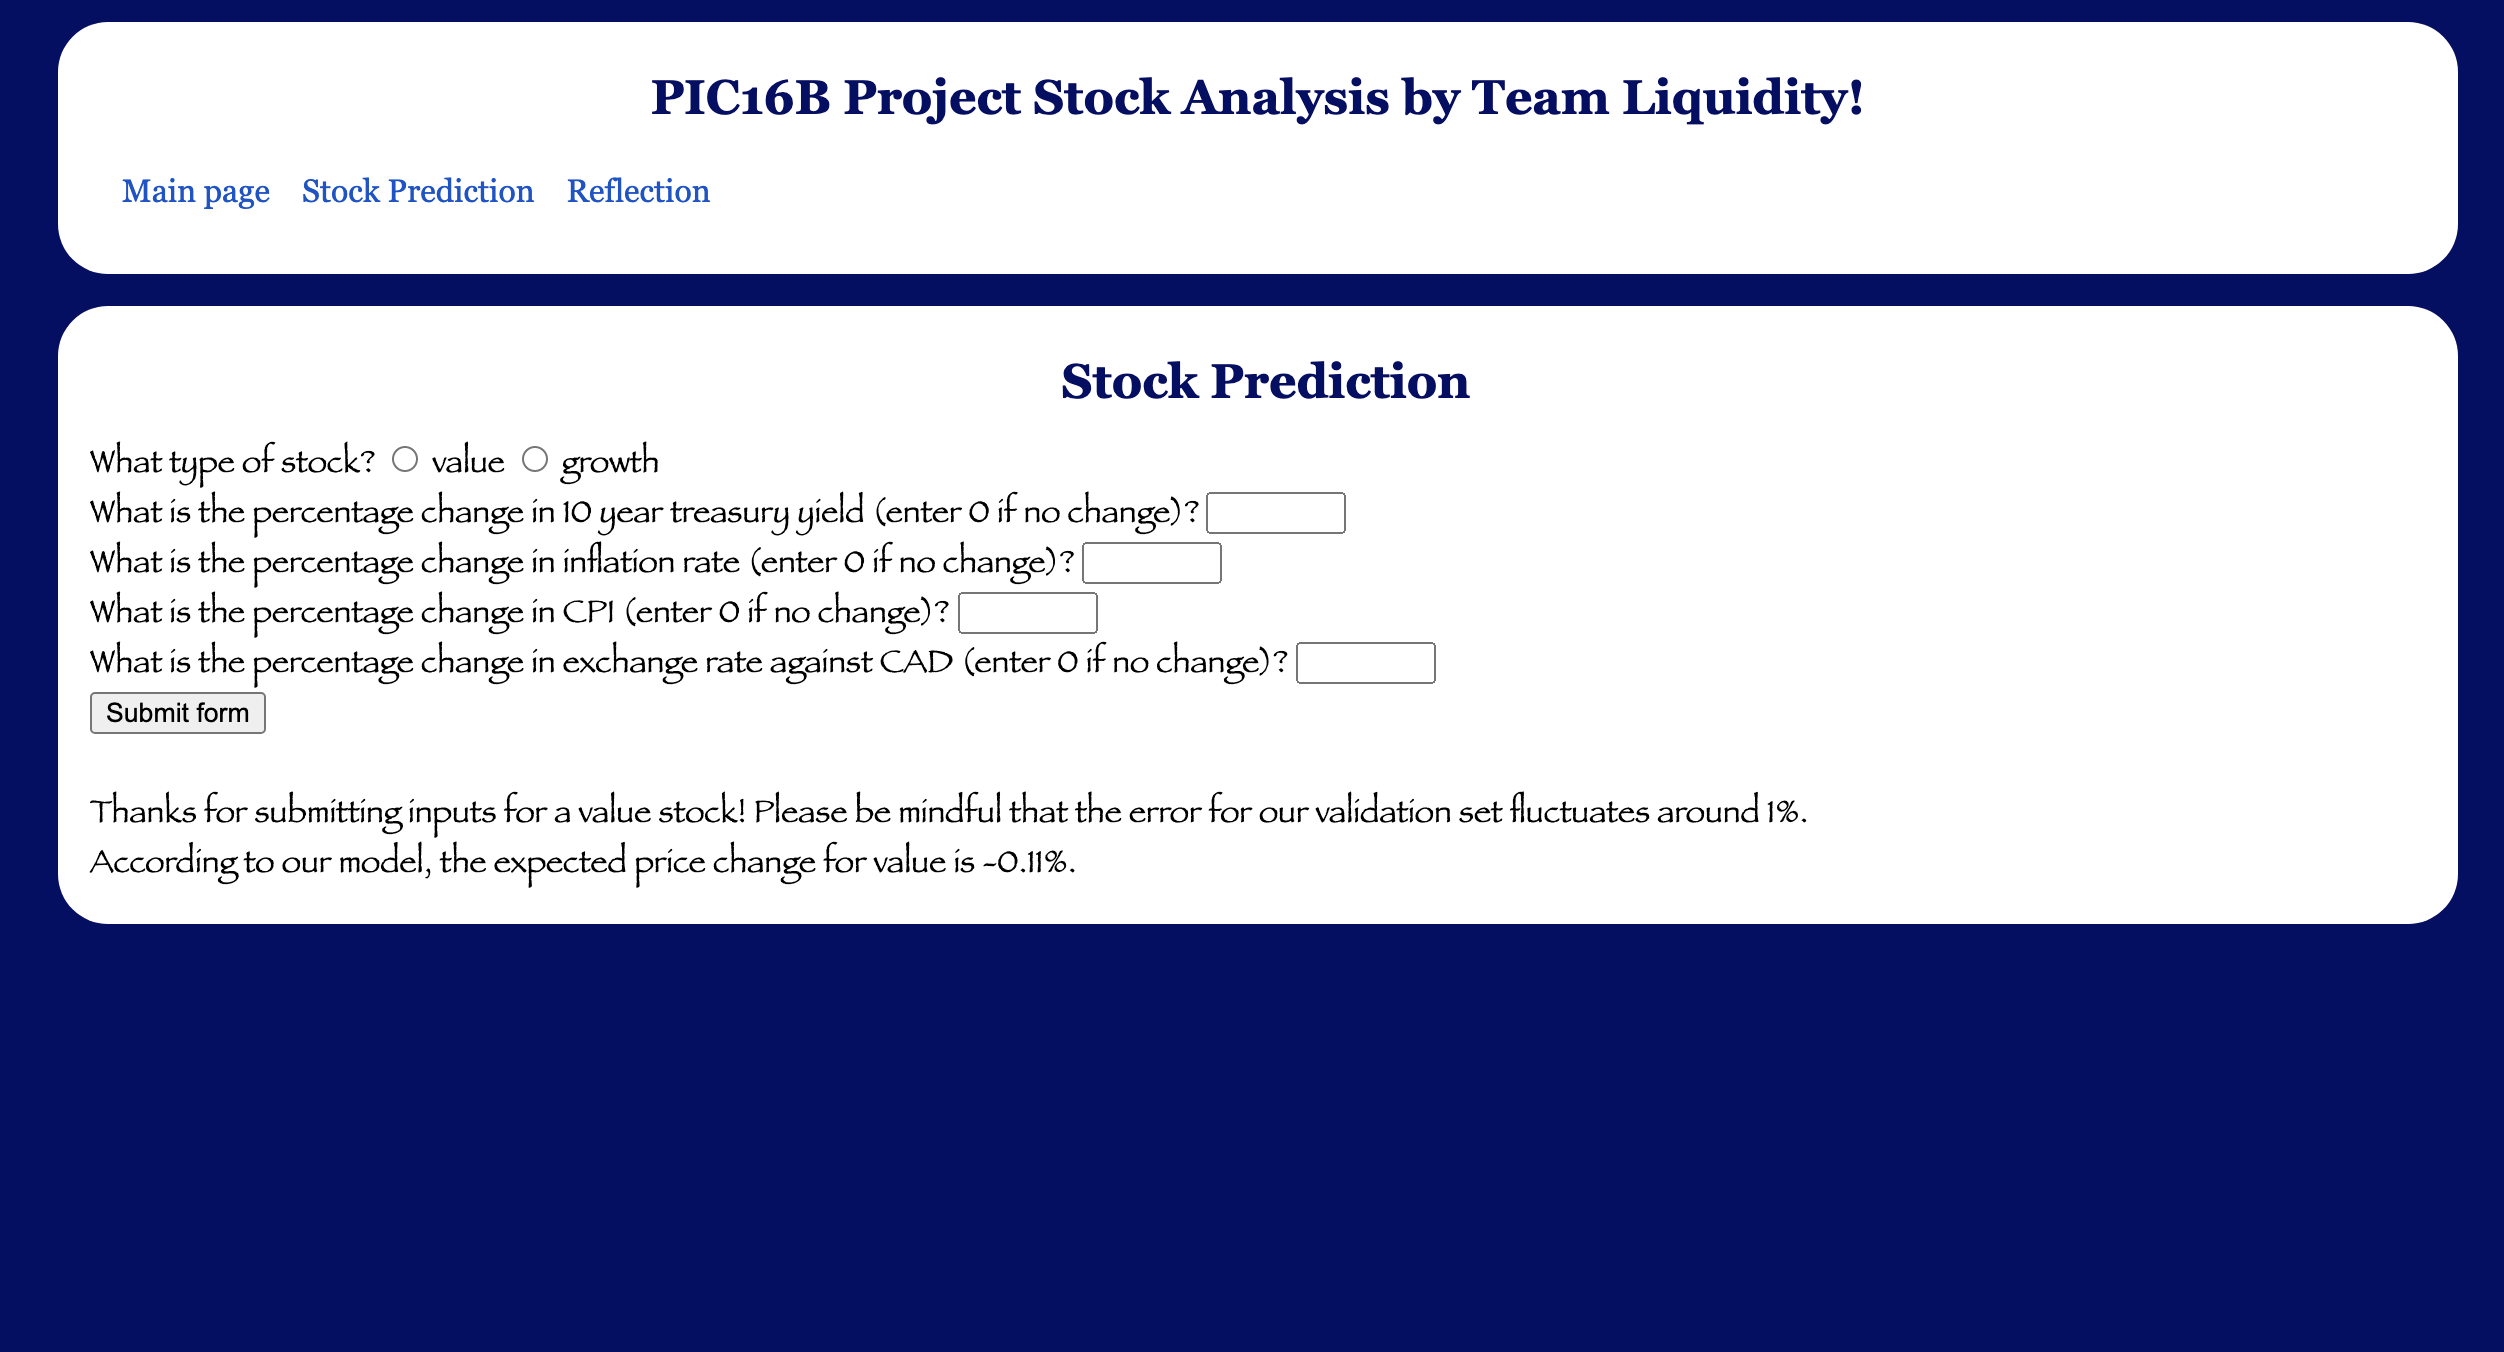 PIC16B Project Stock Analysis by Team Liquidity!
Main page Stock Prediction Reflection
Stock Prediction
What type of stock? value growth
What is the percentage change in 10 year treasury yield (enter 0 if no change)?
What is the percentage change in inflation rate (enter 0 if no change)?
What is the percentage change in CPI (enter 0 if no change)?
What is the percentage change in exchange rate against CAD (enter 0 if no change)?
Submit form
Thanks for submitting inputs for a value stock! Please be mindful that the error for our validation set fluctuates around 1%.
According to our model, the expected price change for value is -0.11%.